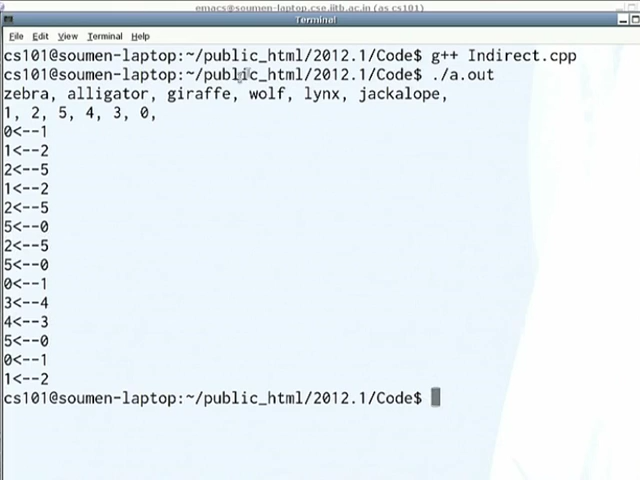 emacs@soumen-laptop.cse.iitb.ac.in (as cs101)
Terminal
File Edit View Terminal Help
cs101@soumen-laptop:~/public_html/2012.1/Code$ g++ Indirect.cpp
cs101@soumen-laptop:~/public_html/2012.1/Code$ ./a.out
zebra, alligator, giraffe, wolf, lynx, jackalope,
1, 2, 5, 4, 3, 0,
0<--1
1<--2
2<--5
1<--2
2<--5
5<--0
2<--5
5<--0
0<--1
3<--4
4<--3
5<--0
0<--1
1<--2
cs101@soumen-laptop:~/public_html/2012.1/Code$